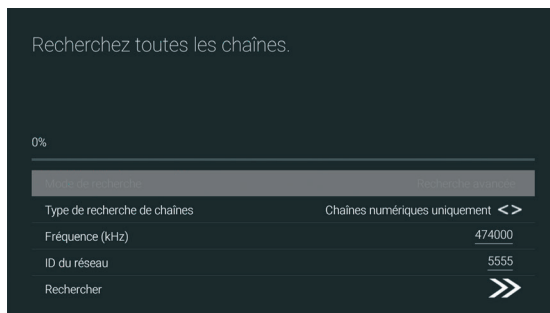 Recherchez toutes les chaînes.
0%
Mode de recherche Recherche avancée
Type de recherche de chaînes Chaînes numériques uniquement <>
Fréquence (kHz) 474000
ID du réseau 5555
Rechercher »